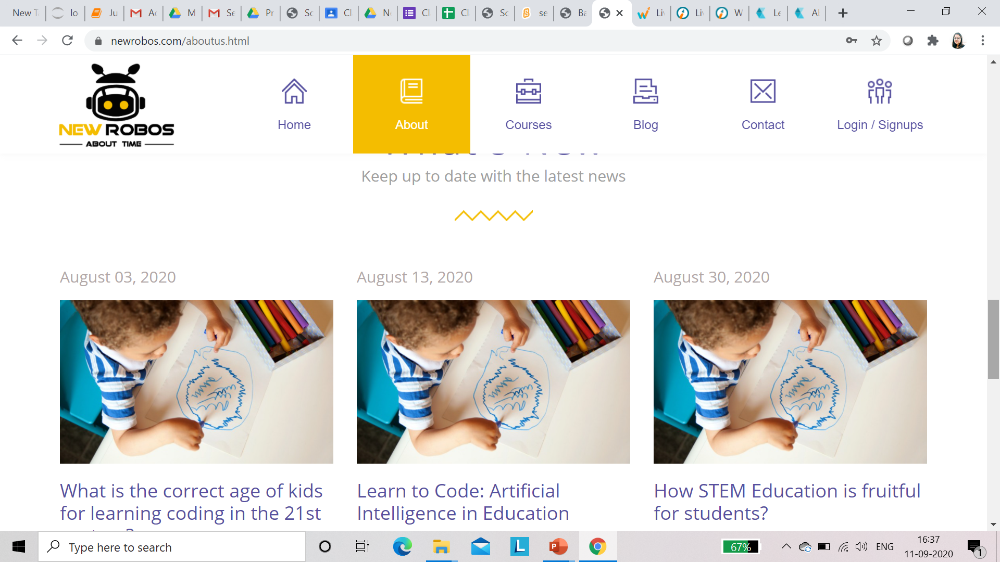 New T
lo
Ju
Ac
M
Se
Pr
Sc
Cl
Ne
Cl
Cl
Sc
se
Ba
Liv
Liv
W
Le
Al
newrobos.com/aboutus.html
NEW ROBOS
ABOUT TIME
Home
About
Courses
Blog
Contact
Login / Signups
Keep up to date with the latest news
August 03, 2020
August 13, 2020
August 30, 2020
What is the correct age of kids
for learning coding in the 21st
Learn to Code: Artificial
Intelligence in Education
How STEM Education is fruitful
for students?
Type here to search
67%
ENG
16:37
11-09-2020
1